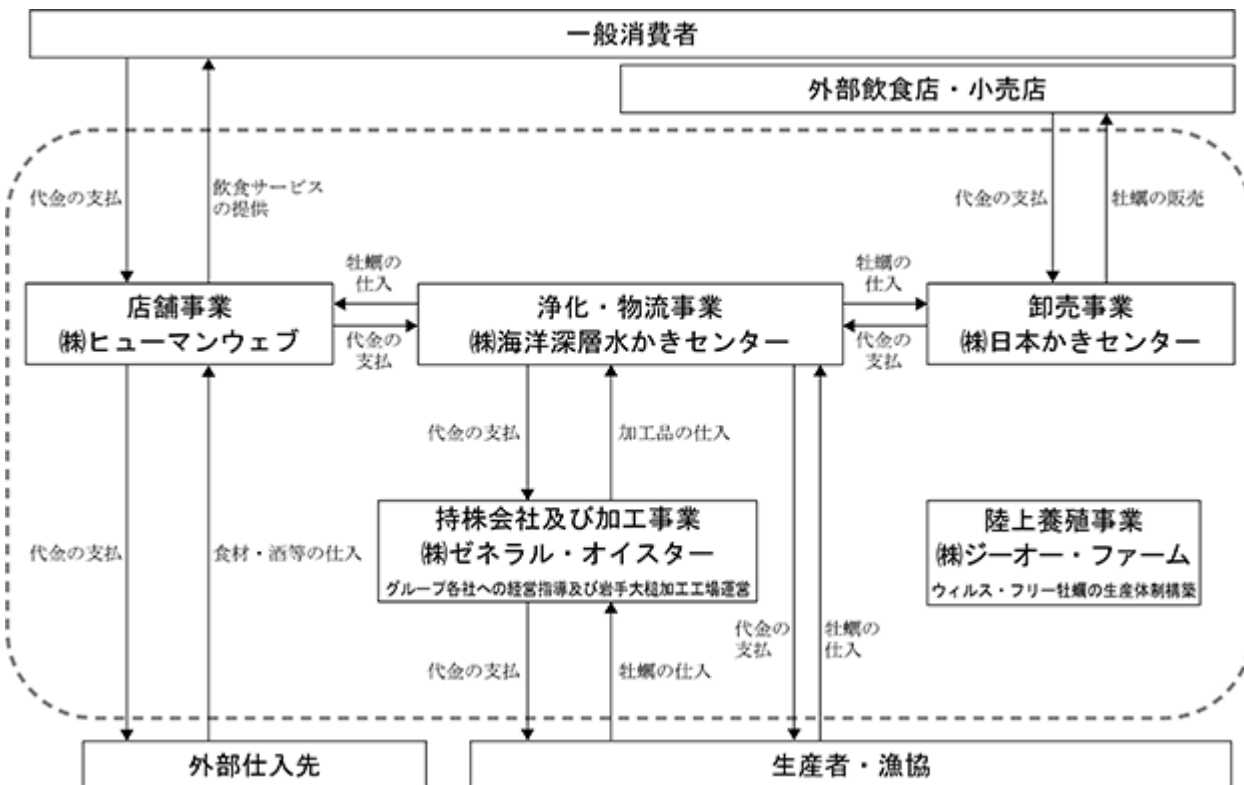 一般消費者
外部飲食店・小売店
代金の支払
飲食サービス
の提供
代金の支払
牡蠣の販売
牡蠣の
仕入
牡蠣の
仕入
店舗事業
㈱ヒューマンウェブ
浄化・物流事業
㈱海洋深層水かきセンター
卸売事業
㈱日本かきセンター
代金の
支払
代金の
支払
代金の支払
加工品の仕入
持株会社及び加工事業
㈱ゼネラル・オイスター
グループ各社への経営指導及び岩手大槌加工工場運営
陸上養殖事業
㈱ジーオー・ファーム
ウィルス・フリー牡蠣の生産体制構築
代金の支払
食材・酒等の仕入
代金の
支払
牡蠣の
仕入
代金の支払
牡蠣の仕入
外部仕入先
生産者・漁協